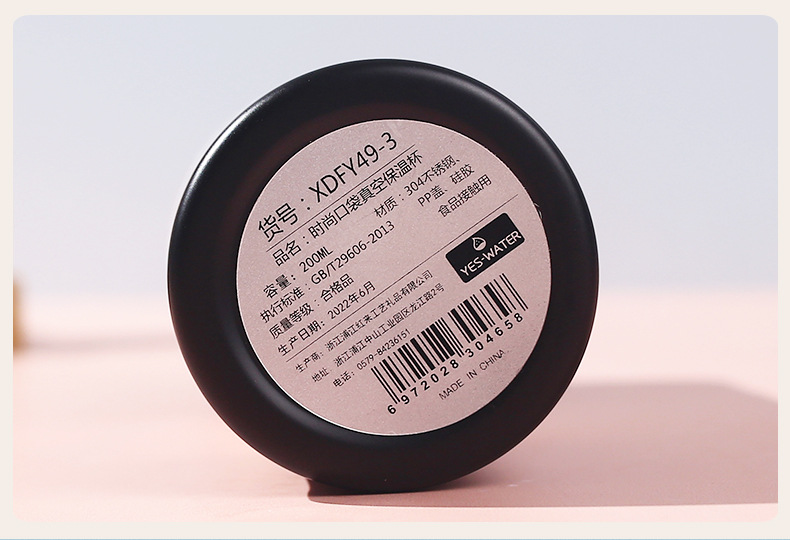 货号：XDFY49-3
品名：时尚口袋真空保温杯
容量：200ML
材质：304不锈钢、
PP盖、硅胶
执行标准：GB/T29606-2013
食品接触用
质量等级：合格品
生产日期：2022年6月
YES-WATER
生产商：浙江浦江虹来工艺礼品有限公司
地址：浙江浦江中山工业园区龙江路2号
电话：0579-84236151
6972028304658
MADE IN CHINA.